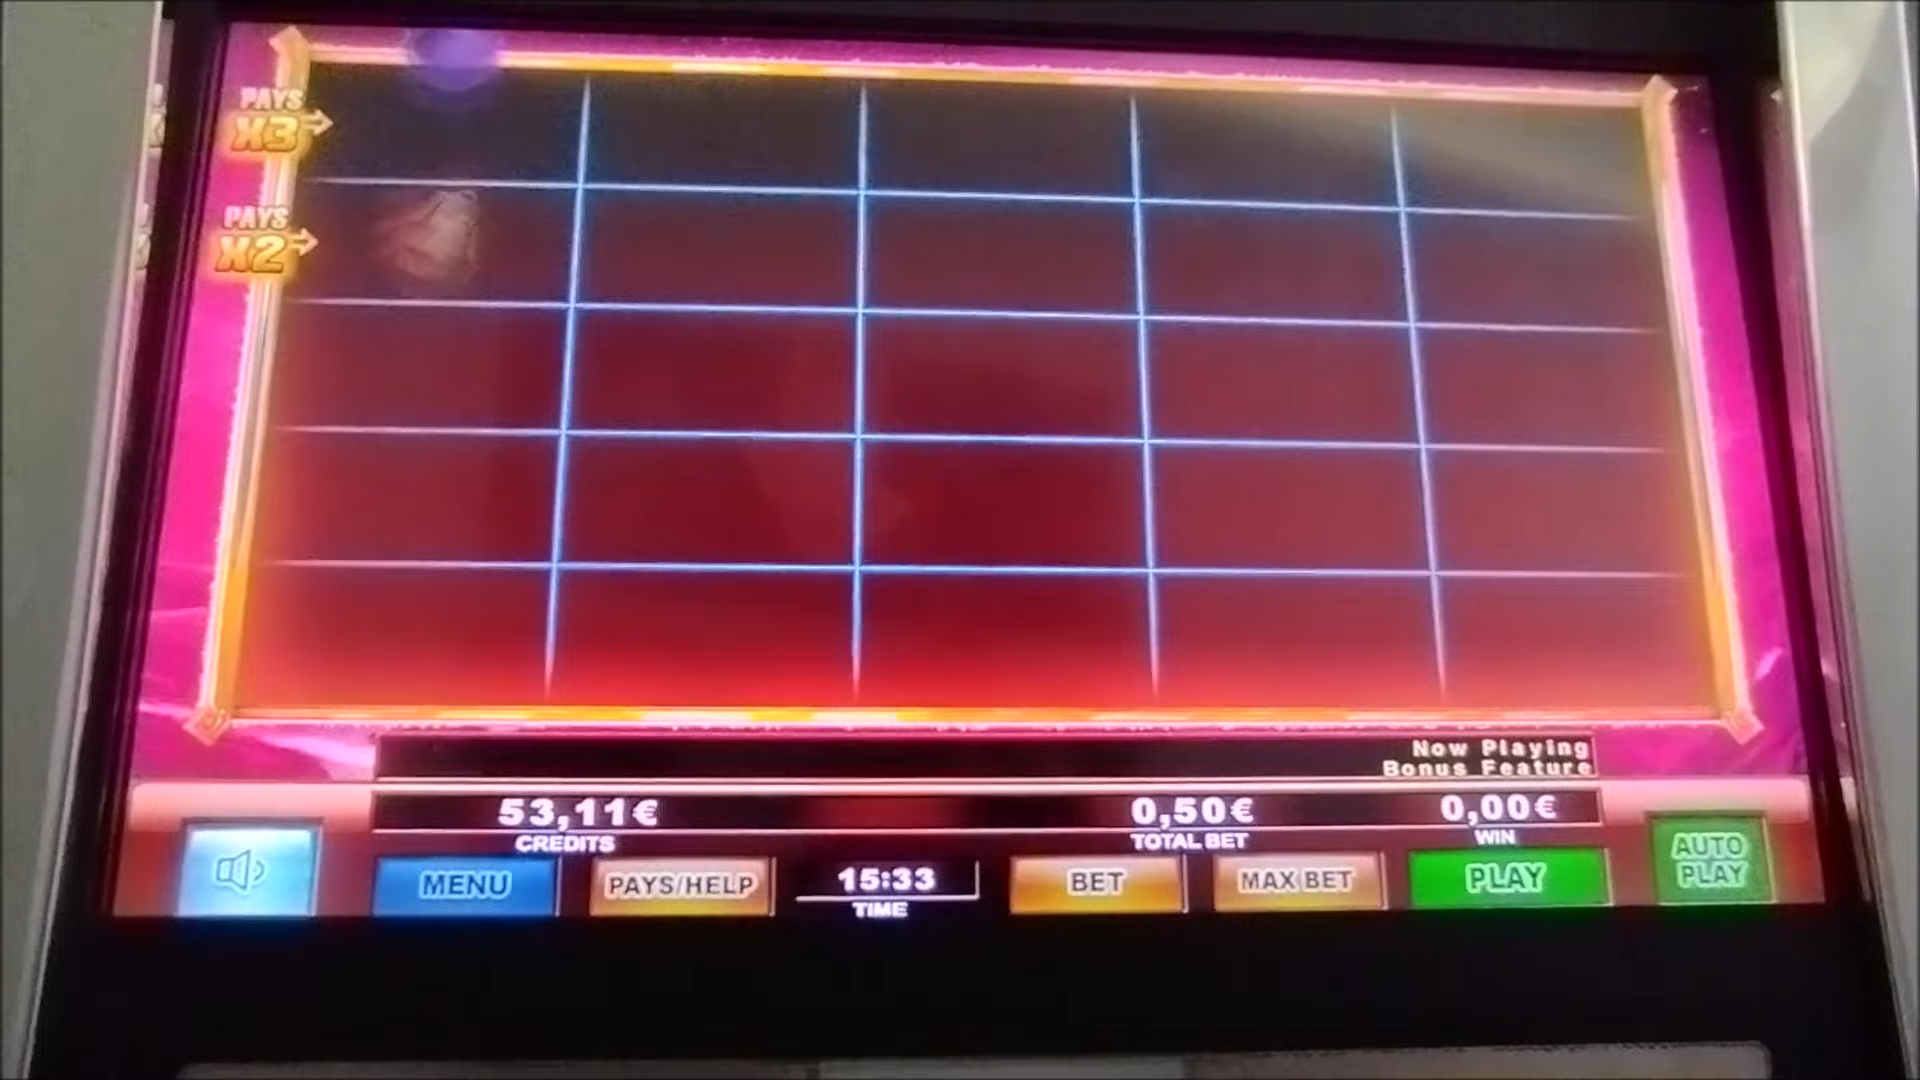 PAYS
X3
PAYS
X2
Now Playing
Bonus Feature
53,11€
0,50€
0,00€
CREDITS
TOTAL BET
WIN
MENU
PAYS/HELP
15:33
TIME
BET
MAX BET
PLAY
AUTO
PLAY